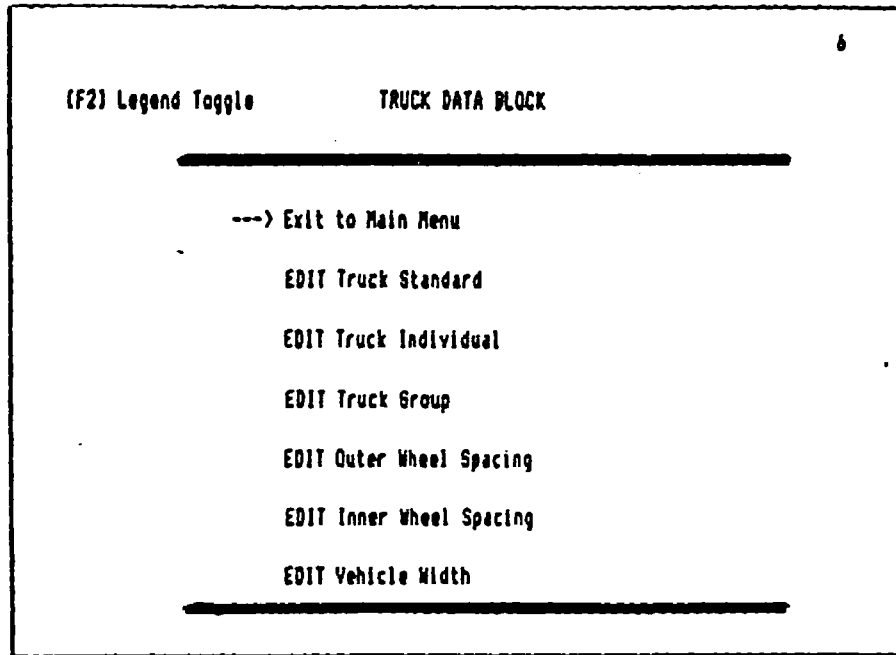 6
(F2) Legend Toggle TRUCK DATA BLOCK
---> Exit to Main Menu
EDIT Truck Standard
EDIT Truck Individual
EDIT Truck Group
EDIT Outer Wheel Spacing
EDIT Inner Wheel Spacing
EDIT Vehicle Width